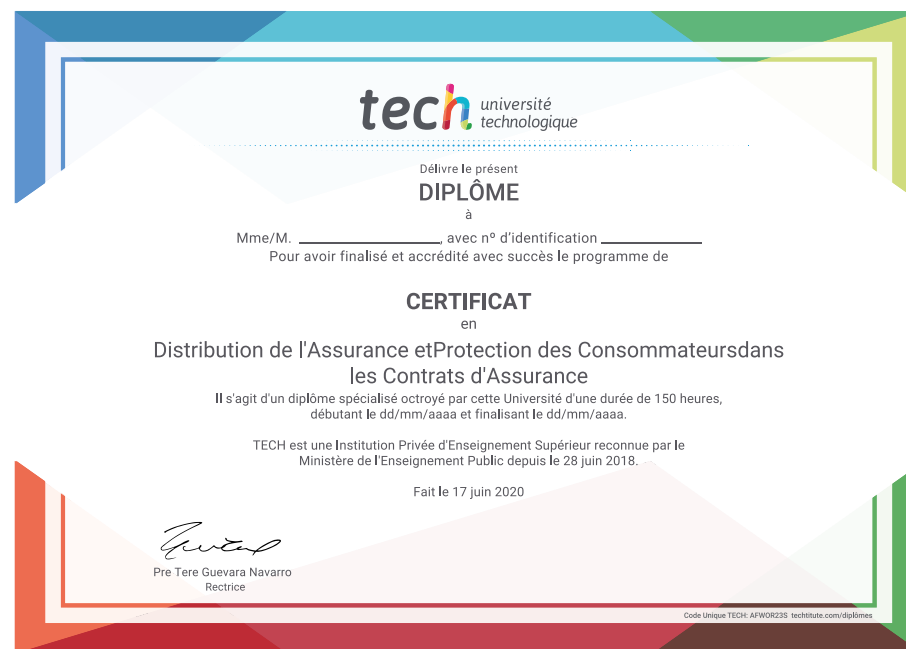 tech université
technologique
Délivre le présent
DIPLÔME
à
Mme/M. ____________________, avec nº d'identification ______________
Pour avoir finalisé et accrédité avec succès le programme de
CERTIFICAT
en
Distribution de l'Assurance etProtection des Consommateursdans
les Contrats d'Assurance
Il s'agit d'un diplôme spécialisé octroyé par cette Université d'une durée de 150 heures,
débutant le dd/mm/aaaa et finalisant le dd/mm/aaaa.
TECH est une Institution Privée d'Enseignement Supérieur reconnue par le
Ministère de l'Enseignement Public depuis le 28 juin 2018.
Fait le 17 juin 2020
Pre Tere Guevara Navarro
Rectrice
Code Unique TECH: AFWOR23S techtitute.com/diplômes